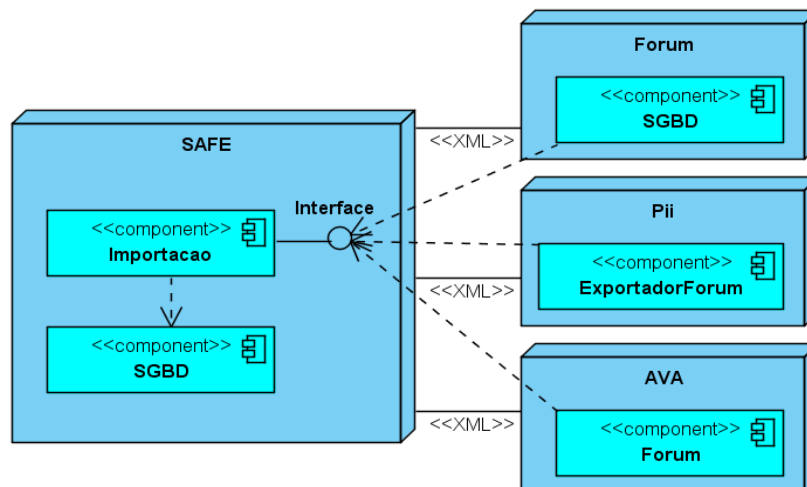 SAFE
Interface
<<component>>
Importacao
<<component>>
SGBD
<<XML>>
<<XML>>
<<XML>>
Forum
<<component>>
SGBD
Pii
<<component>>
ExportadorForum
AVA
<<component>>
Forum